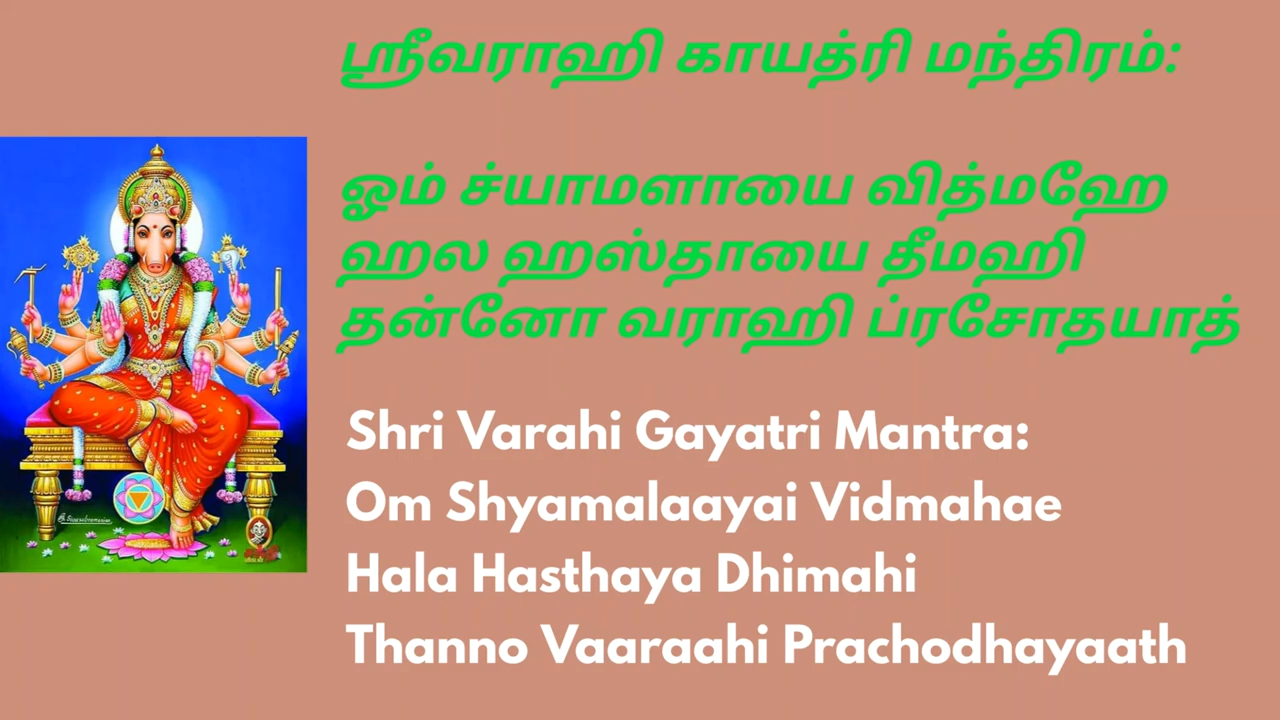 ஸ்ரீவராஹி காயத்ரி மந்திரம்:
ஓம் ச்யாமளாயை வித்மஹே
ஹல ஹஸ்தாயை தீமஹி
தன்னோ வராஹி ப்ரசோதயாத்
Shri Varahi Gayatri Mantra:
Om Shyamalaayai Vidmahae
Hala Hasthaya Dhimahi
Thanno Vaaraahi Prachodhayaath